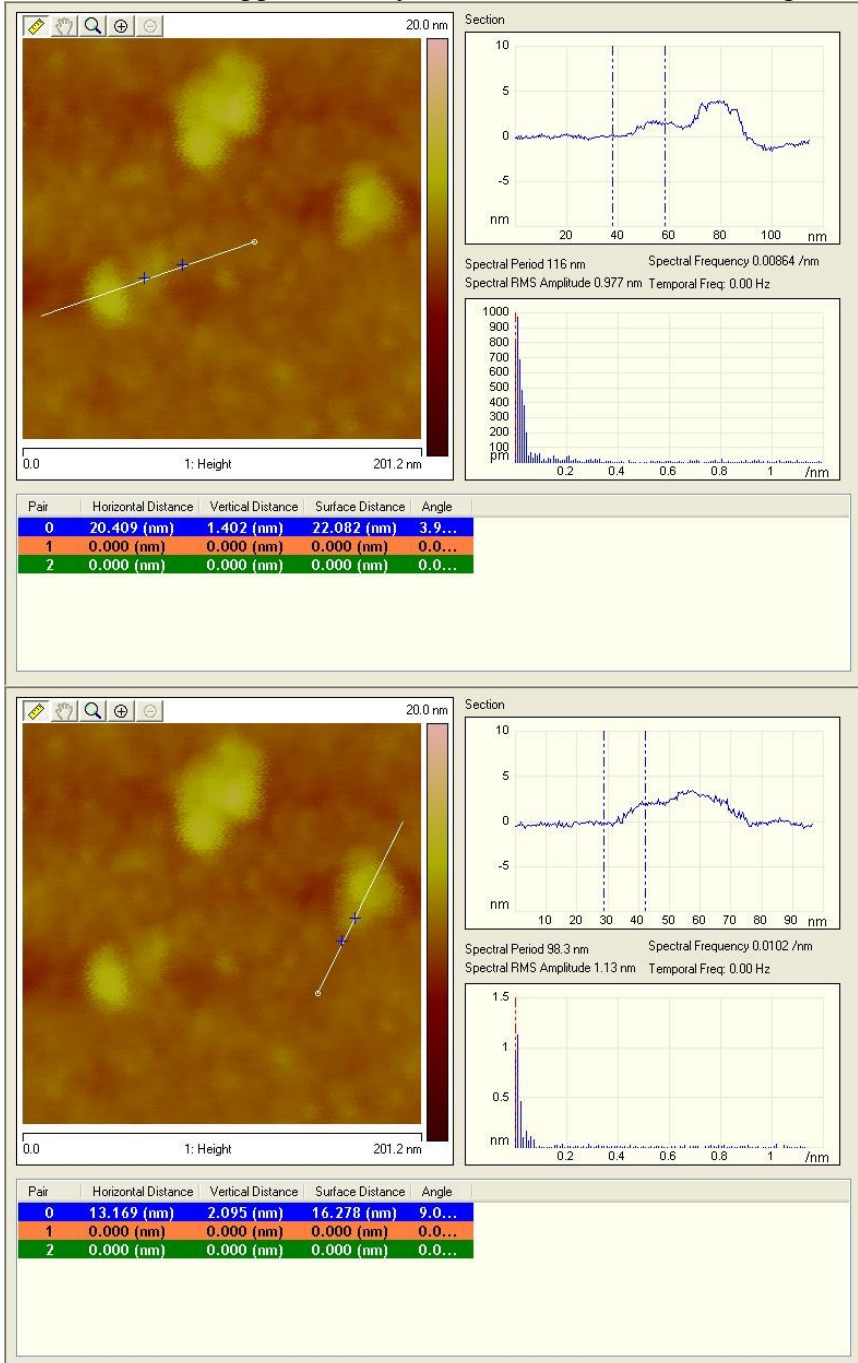 20.0 nm
Section
10
5
0
-5
nm
20 40 60 80 100 nm
Spectral Period 116 nm Spectral Frequency 0.00864 /nm
Spectral RMS Amplitude 0.977 nm Temporal Freq: 0.00 Hz
1000
900
800
700
600
500
400
300
200
100
pm
0.2 0.4 0.6 0.8 1 /nm
0.0 1: Height 201.2 nm
Pair Horizontal Distance Vertical Distance Surface Distance Angle
0 20.409 (nm) 1.402 (nm) 22.082 (nm) 3.9...
1 0.000 (nm) 0.000 (nm) 0.000 (nm) 0.0...
2 0.000 (nm) 0.000 (nm) 0.000 (nm) 0.0...
20.0 nm
Section
10
5
0
-5
nm
10 20 30 40 50 60 70 80 90 nm
Spectral Period 98.3 nm Spectral Frequency 0.0102 /nm
Spectral RMS Amplitude 1.13 nm Temporal Freq: 0.00 Hz
1.5
1
0.5
nm
0.2 0.4 0.6 0.8 1 /nm
0.0 1: Height 201.2 nm
Pair Horizontal Distance Vertical Distance Surface Distance Angle
0 13.169 (nm) 2.095 (nm) 16.278 (nm) 9.0...
1 0.000 (nm) 0.000 (nm) 0.000 (nm) 0.0...
2 0.000 (nm) 0.000 (nm) 0.000 (nm) 0.0...